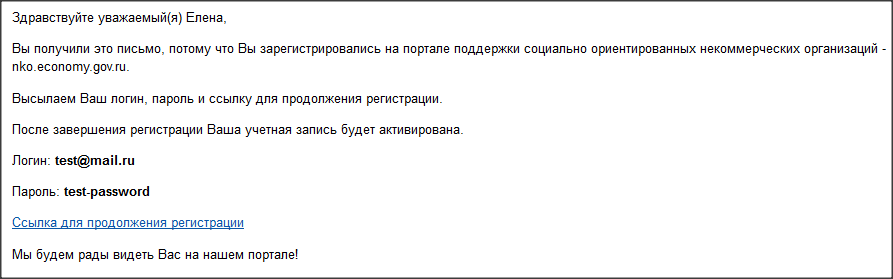 Здравствуйте уважаемый(я) Елена,
Вы получили это письмо, потому что Вы зарегистрировались на портале поддержки социально ориентированных некоммерческих организаций -
nko.economy.gov.ru.
Высылаем Ваш логин, пароль и ссылку для продолжения регистрации.
После завершения регистрации Ваша учетная запись будет активирована.
Логин: test@mail.ru
Пароль: test-password
Ссылка для продолжения регистрации
Мы будем рады видеть Вас на нашем портале!